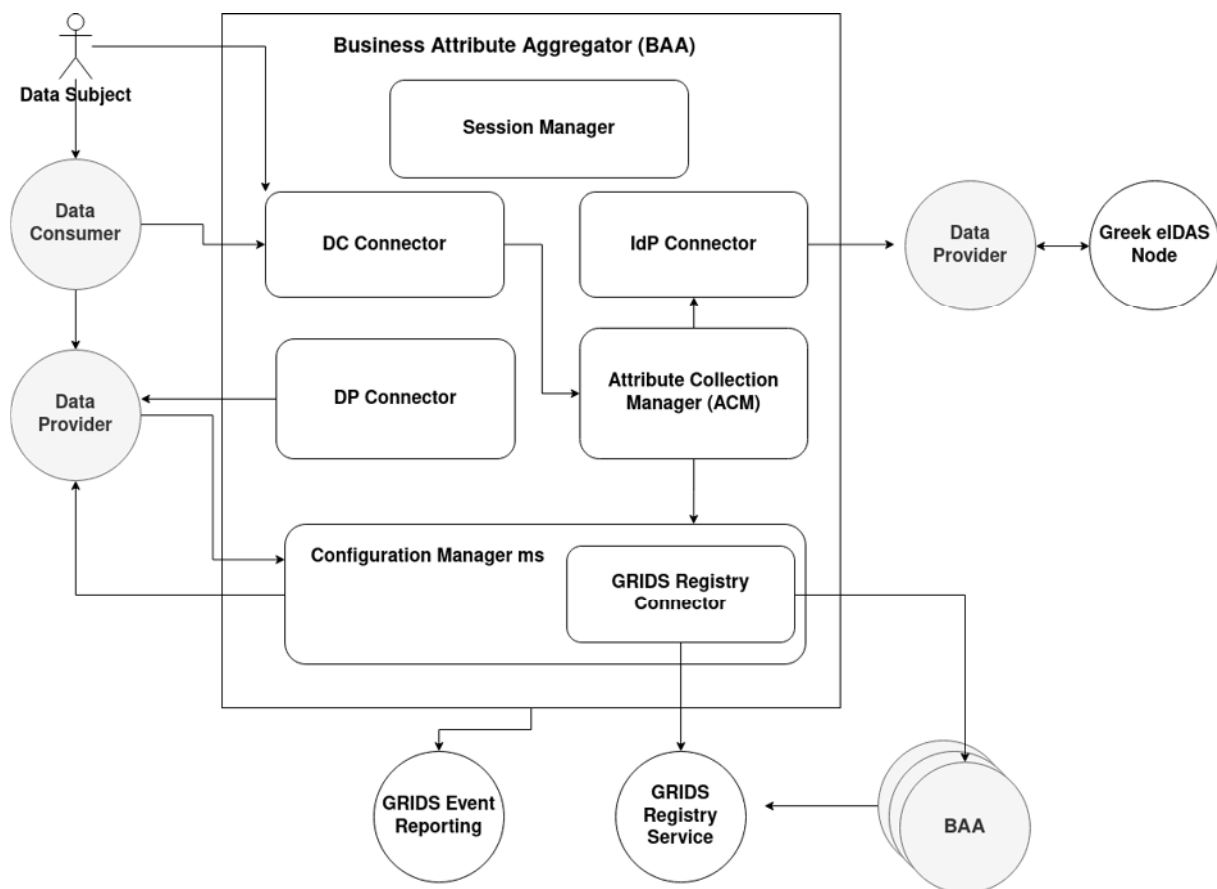 Business Attribute Aggregator (BAA)
Data Subject
Session Manager
Data
Consumer
DC Connector
IdP Connector
Data
Provider
Greek eIDAS
Node
Data
Provider
DP Connector
Attribute Collection
Manager (ACM)
Configuration Manager ms
GRIDS Registry
Connector
GRIDS Event
Reporting
GRIDS
Registry
Service
BAA